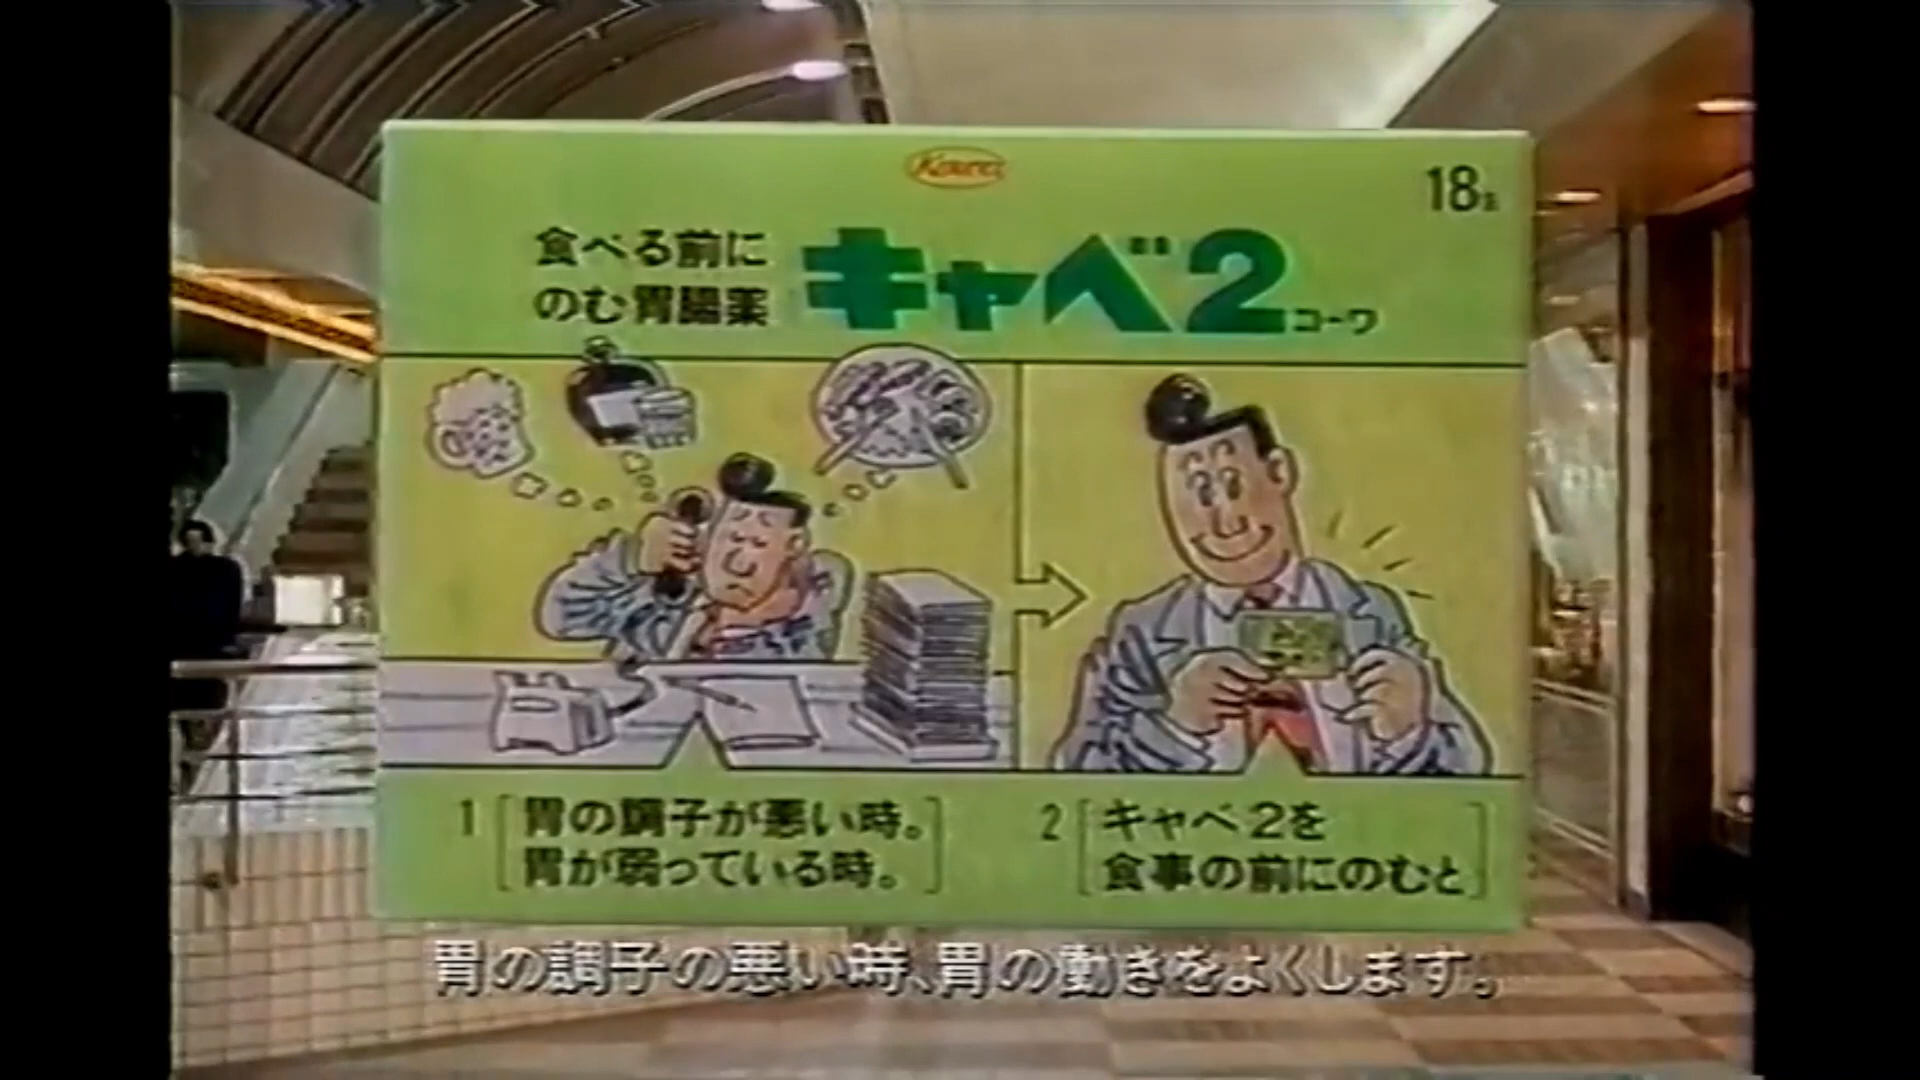 Kowa
18包
食べる前に
のむ胃腸薬
キャベ2コーワ
1 胃の調子が悪い時。
胃が弱っている時。
2 キャベ2を
食事の前にのむと
胃の調子の悪い時、胃の働きをよくします。